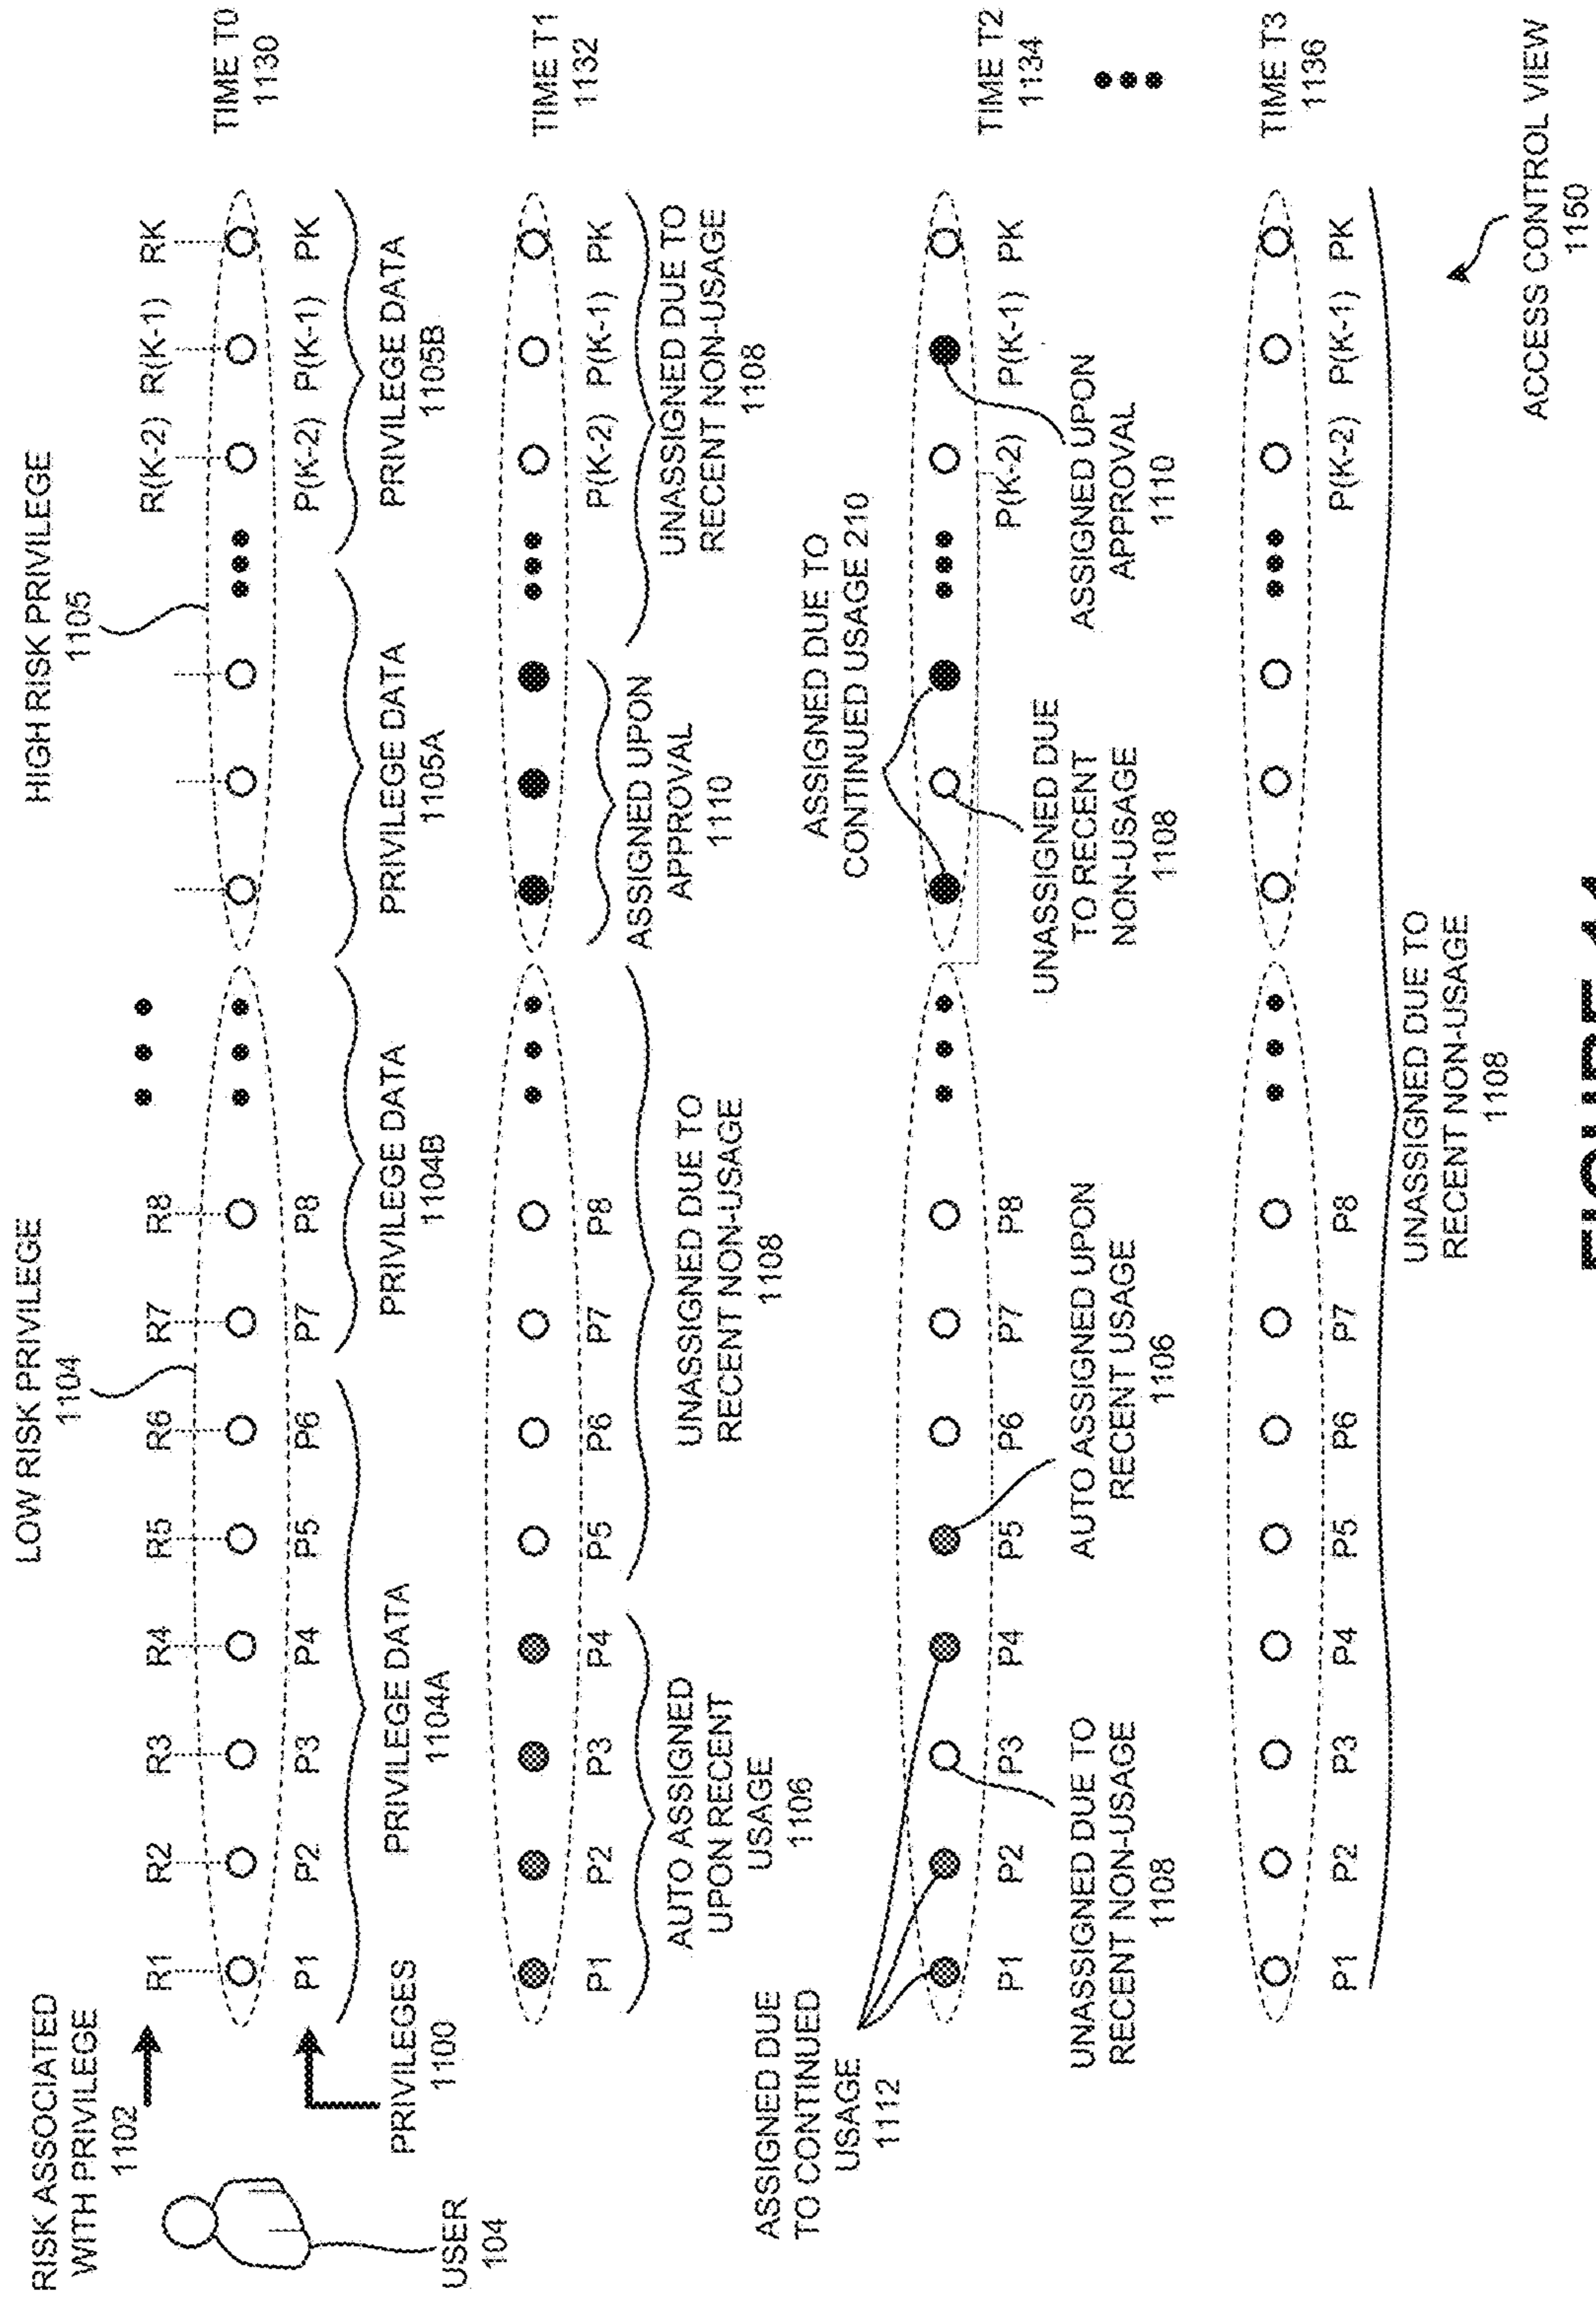 RISK ASSOCIATED
WITH PRIVILEGE
1102
LOW RISK PRIVILEGE
1104
HIGH RISK PRIVILEGE
1105
R1 R2 R3 R4 R5 R6 R7 R8 R(K-2) R(K-1) RK
TIME T0
1130
P1 P2 P3 P4 P5 P6 P7 P8 P(K-2) P(K-1) PK
USER
104
PRIVILEGES
1100
PRIVILEGE DATA
1104A
PRIVILEGE DATA
1104B
PRIVILEGE DATA
1105A
PRIVILEGE DATA
1105B
TIME T1
1132
P1 P2 P3 P4 P5 P6 P7 P8 P(K-2) P(K-1) PK
AUTO ASSIGNED
UPON RECENT
USAGE
1106
UNASSIGNED DUE TO
RECENT NON-USAGE
1108
ASSIGNED UPON
APPROVAL
1110
UNASSIGNED DUE TO
RECENT NON-USAGE
1108
ASSIGNED DUE
TO CONTINUED
USAGE
1112
ASSIGNED DUE TO
CONTINUED USAGE 210
TIME T2
1134
P1 P2 P3 P4 P5 P6 P7 P8 P(K-2) P(K-1) PK
UNASSIGNED DUE TO
RECENT NON-USAGE
1108
AUTO ASSIGNED UPON
RECENT USAGE
1106
UNASSIGNED DUE
TO RECENT
NON-USAGE
1108
ASSIGNED UPON
APPROVAL
1110
TIME T3
1136
P1 P2 P3 P4 P5 P6 P7 P8 P(K-2) P(K-1) PK
UNASSIGNED DUE TO
RECENT NON-USAGE
1108
ACCESS CONTROL VIEW
1150